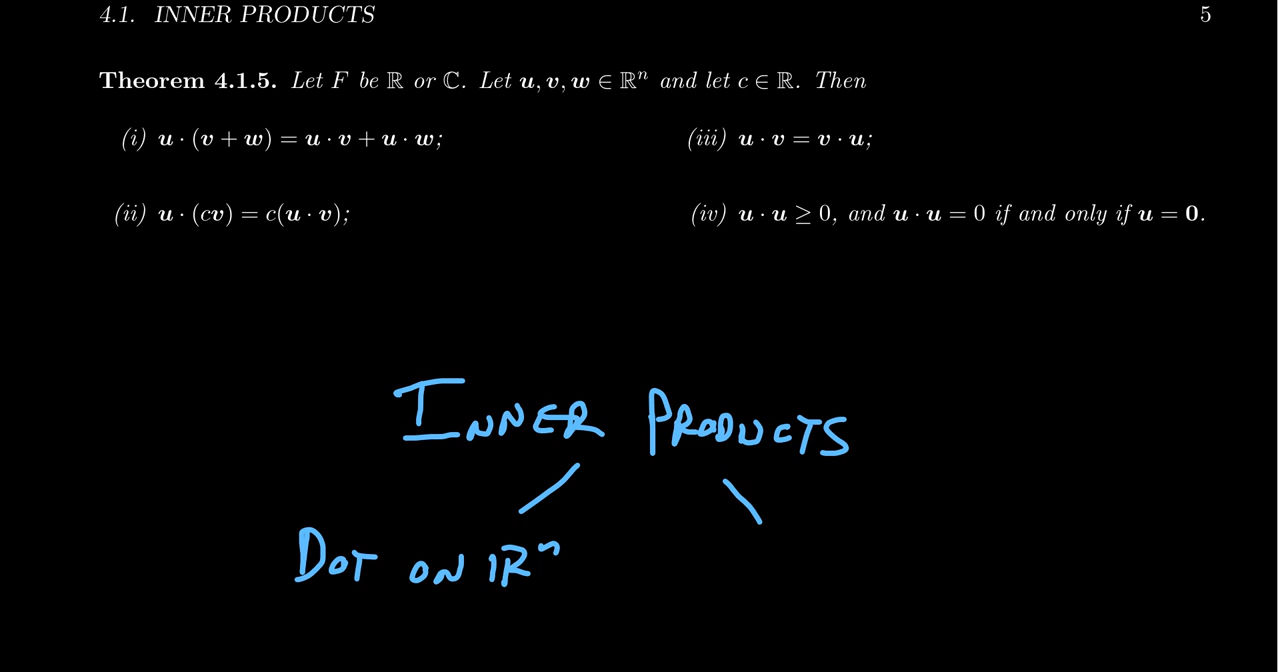 4.1. INNER PRODUCTS 5
Theorem 4.1.5. Let F be ℝ or ℂ. Let u, v, w ∈ ℝⁿ and let c ∈ ℝ. Then
(i) u · (v + w) = u · v + u · w; (iii) u · v = v · u;
(ii) u · (cv) = c(u · v); (iv) u · u ≥ 0, and u · u = 0 if and only if u = 0.
INNER PRODUCTS
DOT ON ℝⁿ